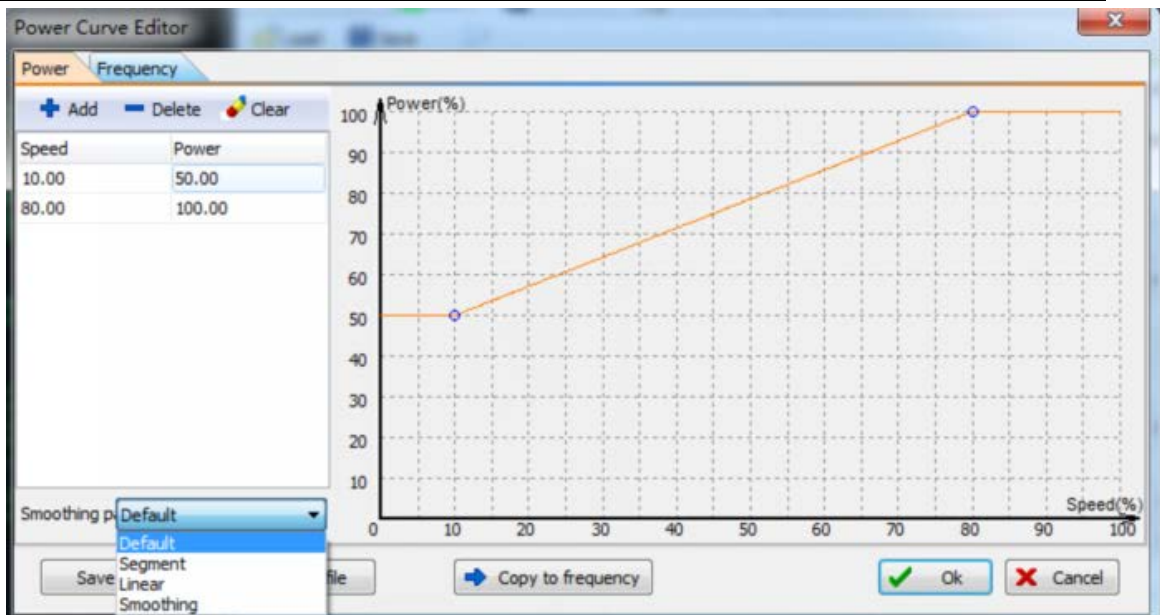 Power Curve Editor
Power Frequency
Add Delete Clear
Speed Power
10.00 50.00
80.00 100.00
Power(%)
100
90
80
70
60
50
40
30
20
10
Speed(%)
0 10 20 30 40 50 60 70 80 90 100
Smoothing pa Default
Default
Segment
Linear
Smoothing
Save file Copy to frequency Ok Cancel